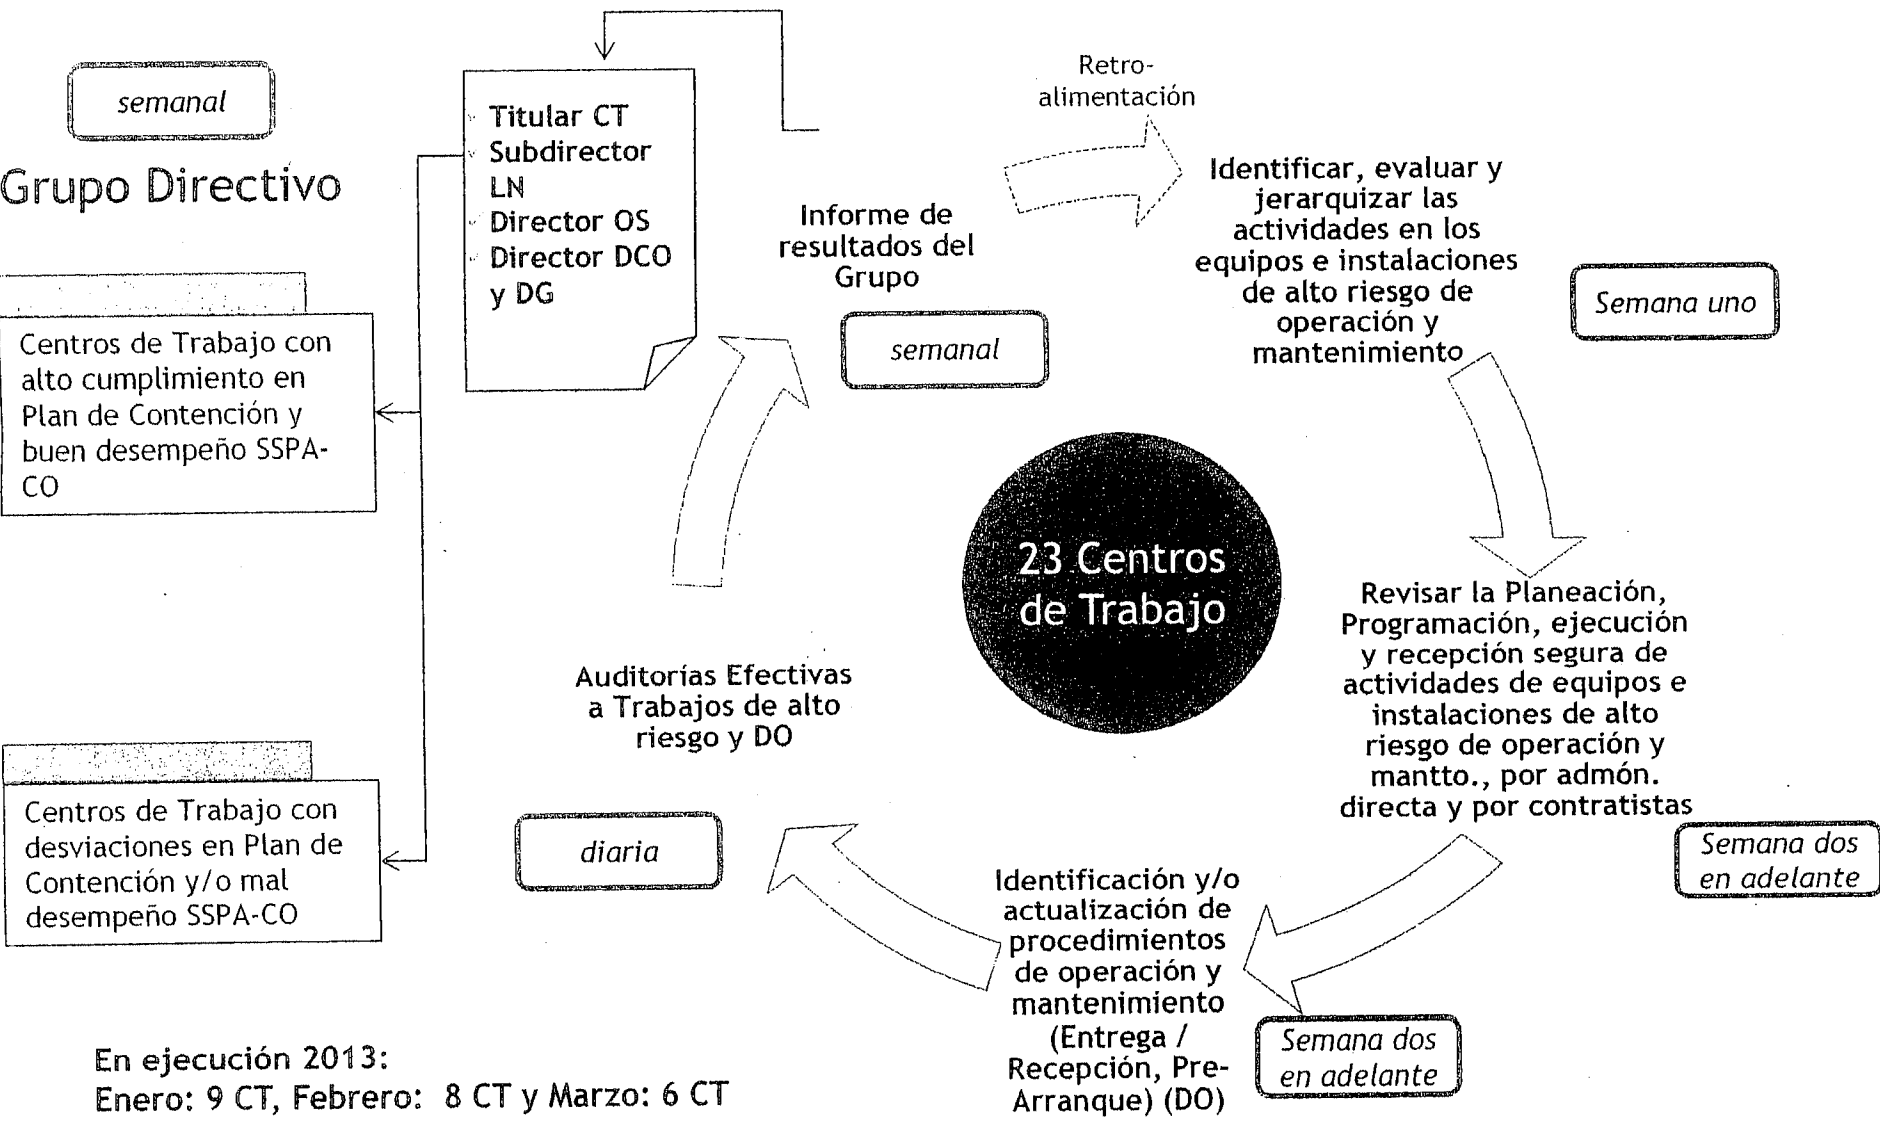 semanal
Grupo Directivo
Titular CT
Subdirector
LN
Director OS
Director DCO
y DG
Centros de Trabajo con
alto cumplimiento en
Plan de Contención y
buen desempeño SSPA-
CO
Centros de Trabajo con
desviaciones en Plan de
Contención y/o mal
desempeño SSPA-CO
Informe de
resultados del
Grupo
semanal
Retro-
alimentación
Identificar, evaluar y
jerarquizar las
actividades en los
equipos e instalaciones
de alto riesgo de
operación y
mantenimiento
Semana uno
23 Centros
de Trabajo
Revisar la Planeación,
Programación, ejecución
y recepción segura de
actividades de equipos e
instalaciones de alto
riesgo de operación y
mantto., por admón.
directa y por contratistas
Semana dos
en adelante
Identificación y/o
actualización de
procedimientos
de operación y
mantenimiento
(Entrega /
Recepción, Pre-
Arranque) (DO)
Semana dos
en adelante
Auditorías Efectivas
a Trabajos de alto
riesgo y DO
diaria
En ejecución 2013:
Enero: 9 CT, Febrero: 8 CT y Marzo: 6 CT